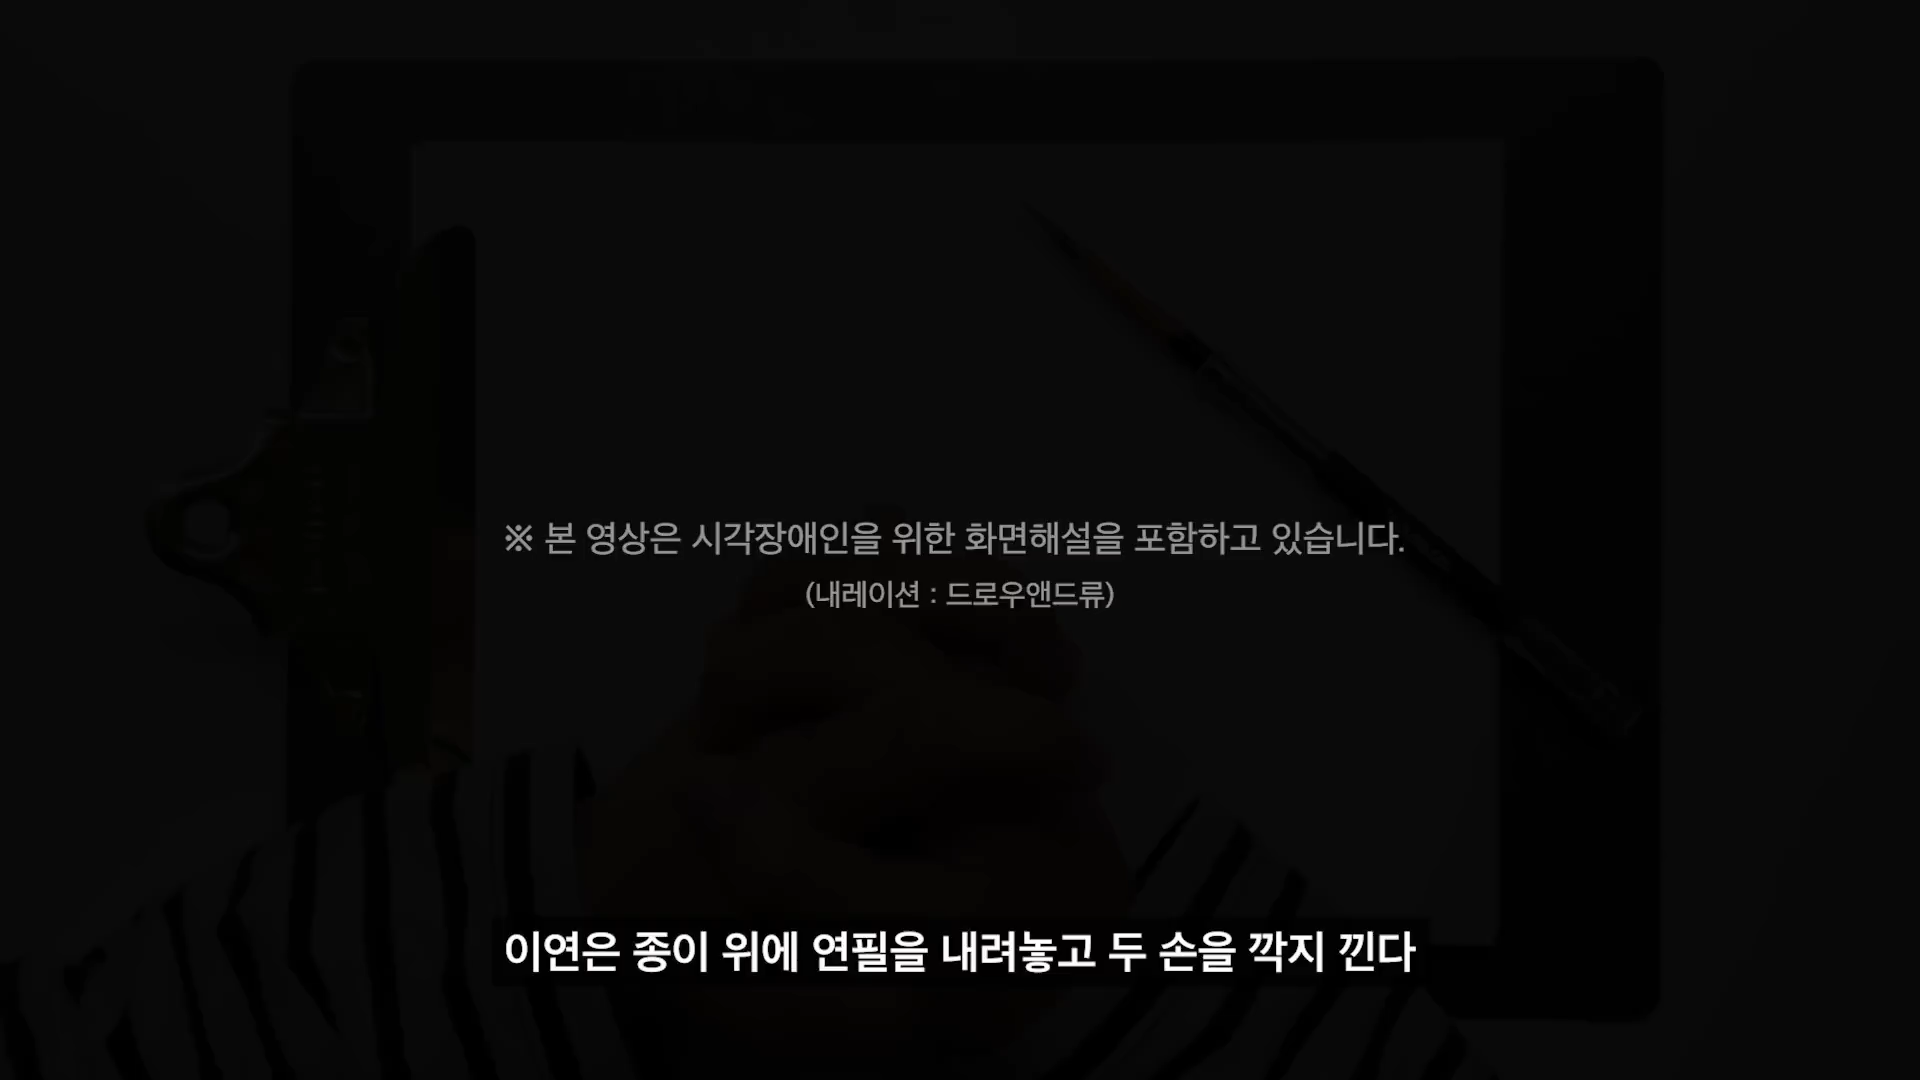 ※ 본 영상은 시각장애인을 위한 화면해설을 포함하고 있습니다.
(내레이션 : 드로우앤드류)
이연은 종이 위에 연필을 내려놓고 두 손을 깍지 낀다